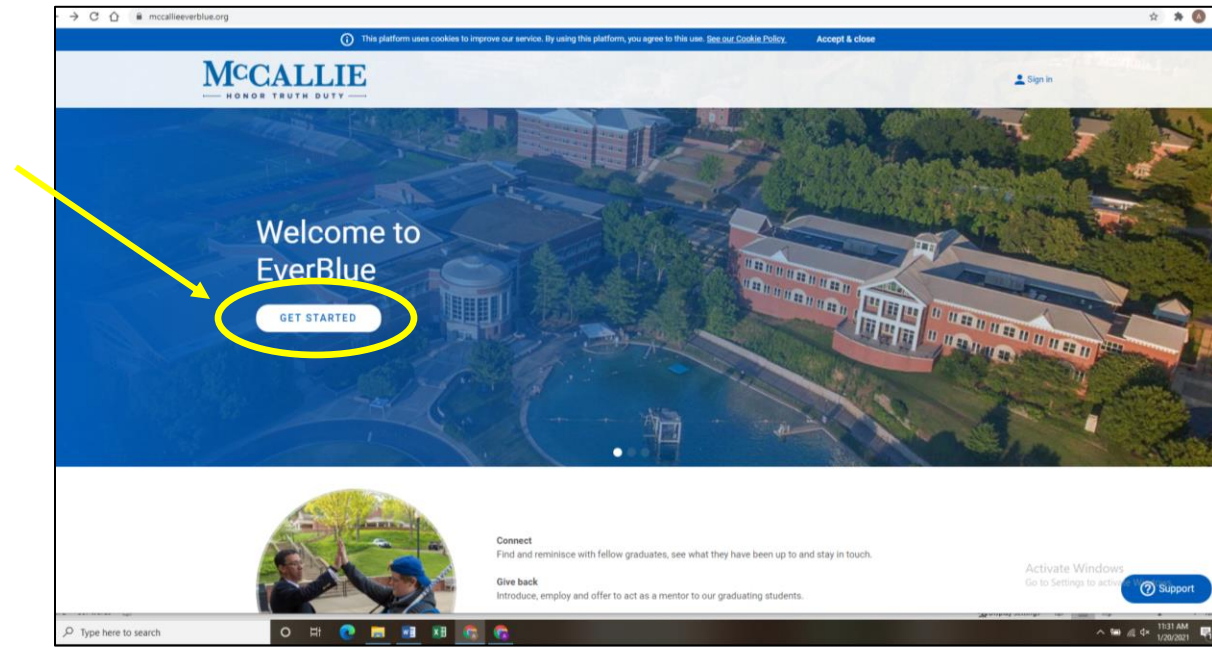 mccallieeverblue.org
This platform uses cookies to improve our service. By using this platform, you agree to this use. See our Cookie Policy. Accept & close
McCALLIE
HONOR TRUTH DUTY
Sign in
Welcome to
EverBlue
GET STARTED
Connect
Find and reminisce with fellow graduates, see what they have been up to and stay in touch.
Give back
Introduce, employ and offer to act as a mentor to our graduating students.
Activate Windows
Go to Settings to activate Windows.
Support
Type here to search
11:31 AM
1/20/2021